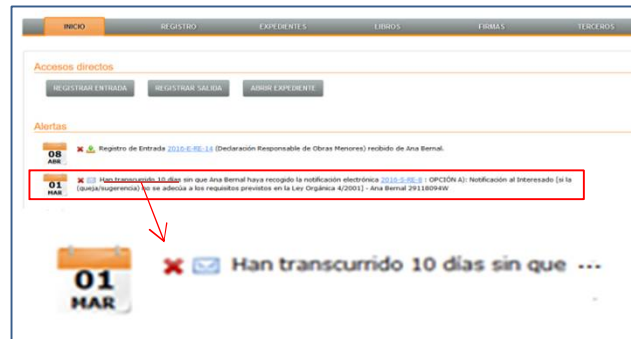 INICIO REGISTRO EXPEDIENTES LIBROS FIRMAS TERCEROS
Accesos directos
REGISTRAR ENTRADA REGISTRAR SALIDA ABRIR EXPEDIENTE
Alertas
08 ABR Registro de Entrada 2016-E-RE-14 (Declaración Responsable de Obras Menores) recibido de Ana Bernal.
01 MAR Han transcurrido 10 días sin que Ana Bernal haya recogido la notificación electrónica 2016-S-RE-8 : OPCIÓN A): Notificación al Interesado [si la
(queja/sugerencia) no se adecúa a los requisitos previstos en la Ley Orgánica 4/2001] - Ana Bernal 29118094W
01 MAR Han transcurrido 10 días sin que ...